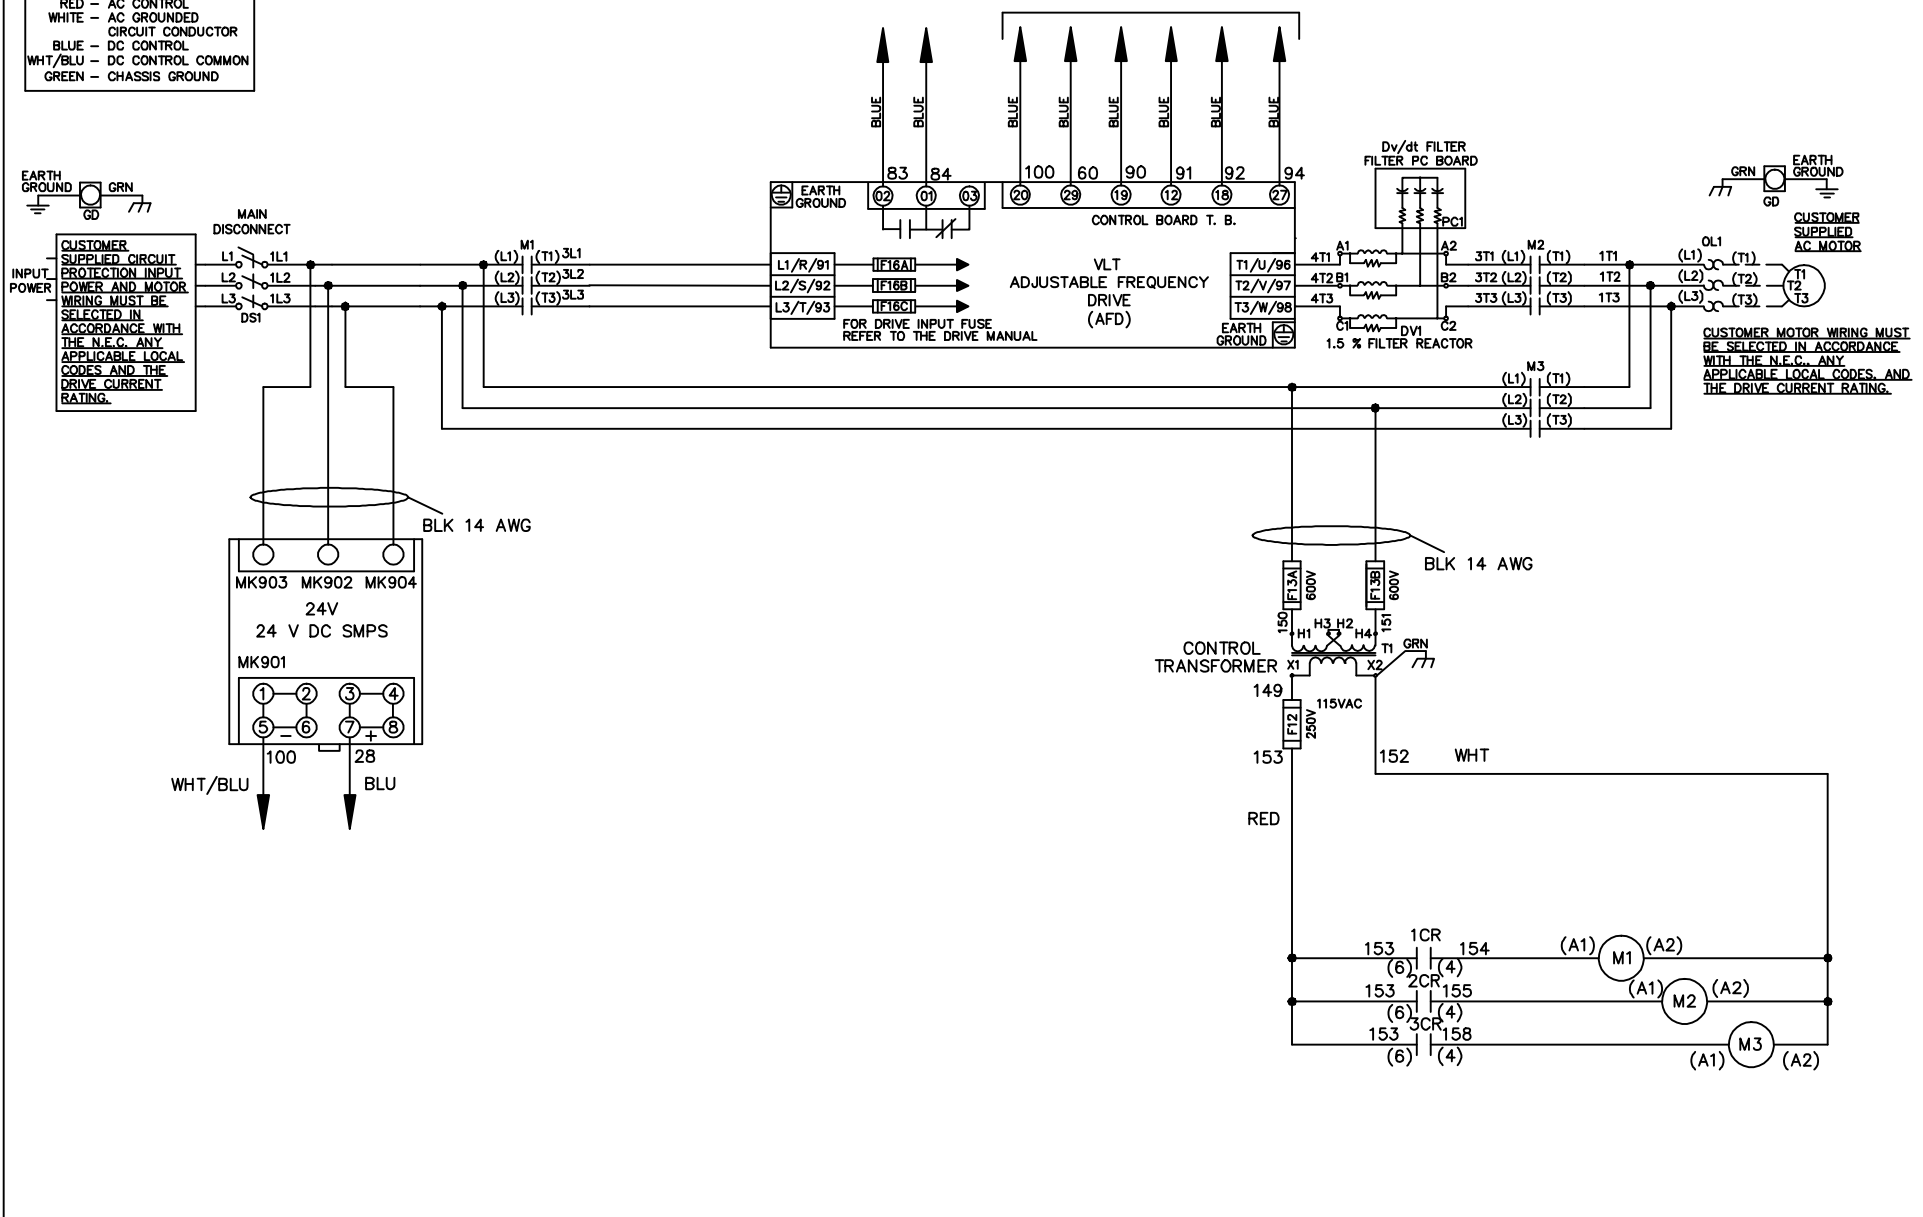 RED – AC CONTROL
WHITE – AC GROUNDED
CIRCUIT CONDUCTOR
BLUE – DC CONTROL
WHT/BLU – DC CONTROL COMMON
GREEN – CHASSIS GROUND
BLUE
BLUE
BLUE
BLUE
BLUE
BLUE
BLUE
BLUE
83
84
100
60
90
91
92
94
EARTH
GROUND
02
01
03
20
29
19
12
18
27
CONTROL BOARD T. B.
EARTH
GROUND
GRN
GD
MAIN
DISCONNECT
INPUT
POWER
CUSTOMER
SUPPLIED CIRCUIT
PROTECTION INPUT
POWER AND MOTOR
WIRING MUST BE
SELECTED IN
ACCORDANCE WITH
THE N.E.C. ANY
APPLICABLE LOCAL
CODES AND THE
DRIVE CURRENT
RATING.
L1
1L1
L2
1L2
L3
1L3
DS1
M1
(L1)
(T1)
3L1
(L2)
(T2)
3L2
(L3)
(T3)
3L3
L1/R/91
L2/S/92
L3/T/93
F16A
F16B
F16C
FOR DRIVE INPUT FUSE
REFER TO THE DRIVE MANUAL
VLT
ADJUSTABLE FREQUENCY
DRIVE
(AFD)
T1/U/96
T2/V/97
T3/W/98
EARTH
GROUND
Dv/dt FILTER
FILTER PC BOARD
PC1
4T1
A1
A2
4T2
B1
B2
4T3
C1
C2
DV1
1.5 % FILTER REACTOR
M2
3T1 (L1)
(T1)
1T1
3T2 (L2)
(T2)
1T2
3T3 (L3)
(T3)
1T3
OL1
(L1)
(T1)
(L2)
(T2)
(L3)
(T3)
T1
T2
T3
GRN
EARTH
GROUND
GD
CUSTOMER
SUPPLIED
AC MOTOR
CUSTOMER MOTOR WIRING MUST
BE SELECTED IN ACCORDANCE
WITH THE N.E.C., ANY
APPLICABLE LOCAL CODES, AND
THE DRIVE CURRENT RATING.
M3
(L1)
(T1)
(L2)
(T2)
(L3)
(T3)
BLK 14 AWG
MK903
MK902
MK904
24V
24 V DC SMPS
MK901
1
2
3
4
5
6
7
8
–
+
100
28
WHT/BLU
BLU
BLK 14 AWG
F13A
600V
F13B
600V
150
151
H1
H3
H2
H4
T1
GRN
CONTROL
TRANSFORMER
X1
X2
149
115VAC
F12
250V
153
152
WHT
RED
1CR
153
154
(6)
(4)
(A1)
M1
(A2)
2CR
153
155
(6)
(4)
(A1)
M2
(A2)
3CR
153
158
(6)
(4)
(A1)
M3
(A2)